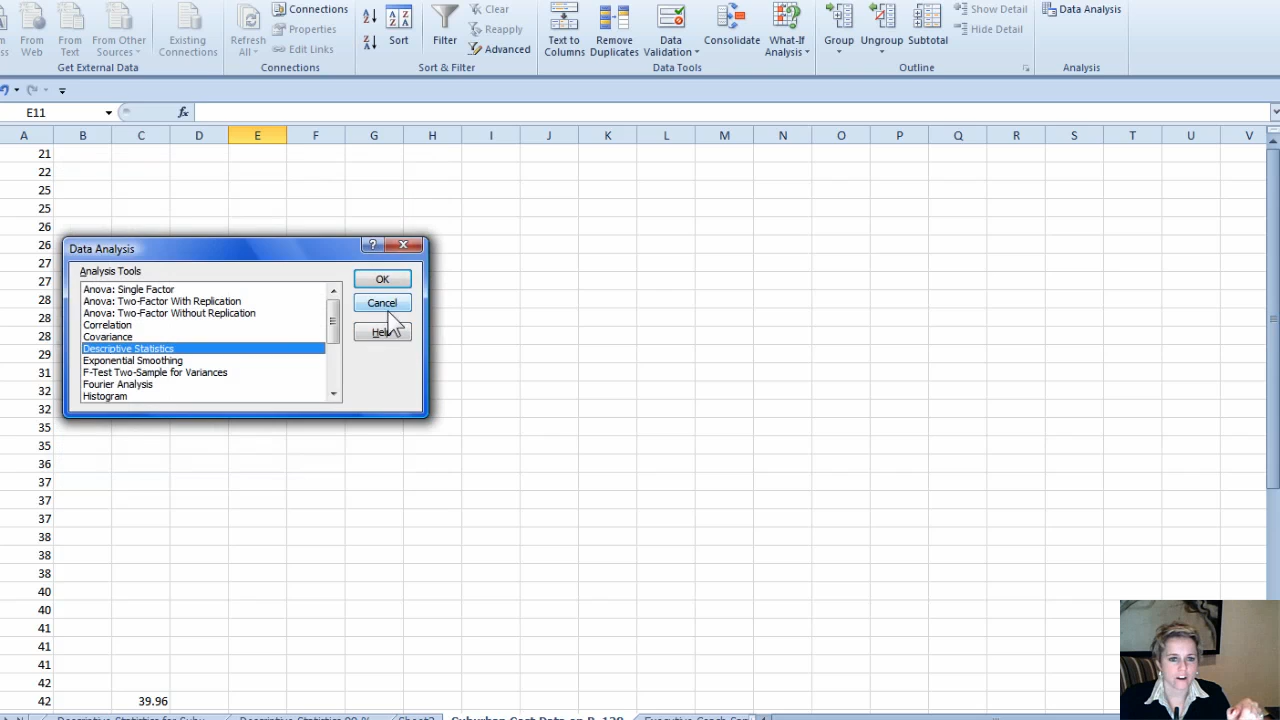 Connections
Properties
Edit Links
From Web
From Text
From Other Sources
Existing Connections
Refresh All
Sort
Filter
Clear
Reapply
Advanced
Text to Columns
Remove Duplicates
Data Validation
Consolidate
What-If Analysis
Group
Ungroup
Subtotal
Show Detail
Hide Detail
Data Analysis
Get External Data
Connections
Sort & Filter
Data Tools
Outline
Analysis
E11
fx
A B C D E F G H I J K L M N O P Q R S T U V
21
22
25
25
26
26
27
27
28
28
28
29
31
32
32
35
35
36
37
37
37
38
38
38
40
40
41
41
41
42
42 39.96
Data Analysis
Analysis Tools
Anova: Single Factor
Anova: Two-Factor With Replication
Anova: Two-Factor Without Replication
Correlation
Covariance
Descriptive Statistics
Exponential Smoothing
F-Test Two-Sample for Variances
Fourier Analysis
Histogram
OK
Cancel
Help